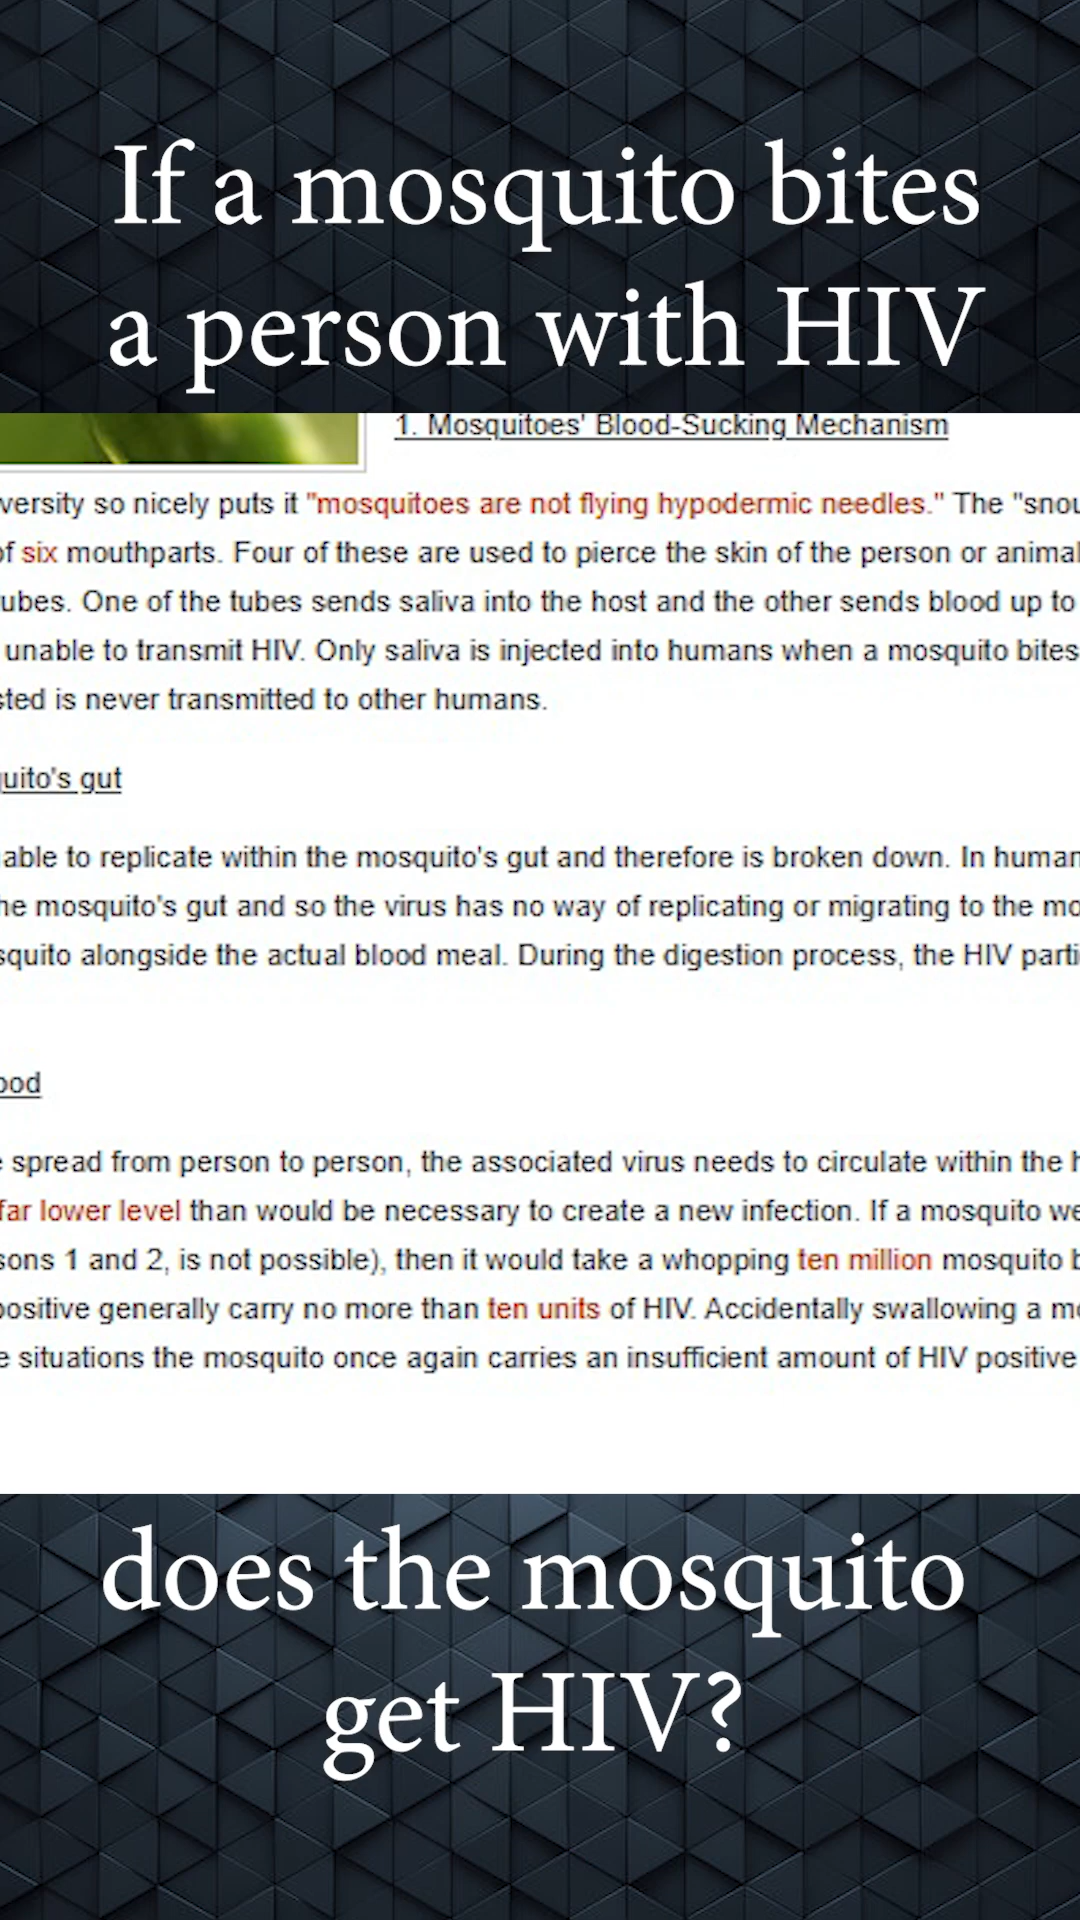 If a mosquito bites
a person with HIV
1. Mosquitoes' Blood-Sucking Mechanism
versity so nicely puts it "mosquitoes are not flying hypodermic needles." The "snou
of six mouthparts. Four of these are used to pierce the skin of the person or animal
ubes. One of the tubes sends saliva into the host and the other sends blood up to
unable to transmit HIV. Only saliva is injected into humans when a mosquito bites
sted is never transmitted to other humans.
quito's gut
able to replicate within the mosquito's gut and therefore is broken down. In human
he mosquito's gut and so the virus has no way of replicating or migrating to the mo
squito alongside the actual blood meal. During the digestion process, the HIV parti
ood
e spread from person to person, the associated virus needs to circulate within the h
far lower level than would be necessary to create a new infection. If a mosquito we
sons 1 and 2, is not possible), then it would take a whopping ten million mosquito b
positive generally carry no more than ten units of HIV. Accidentally swallowing a mo
e situations the mosquito once again carries an insufficient amount of HIV positive
does the mosquito
get HIV?